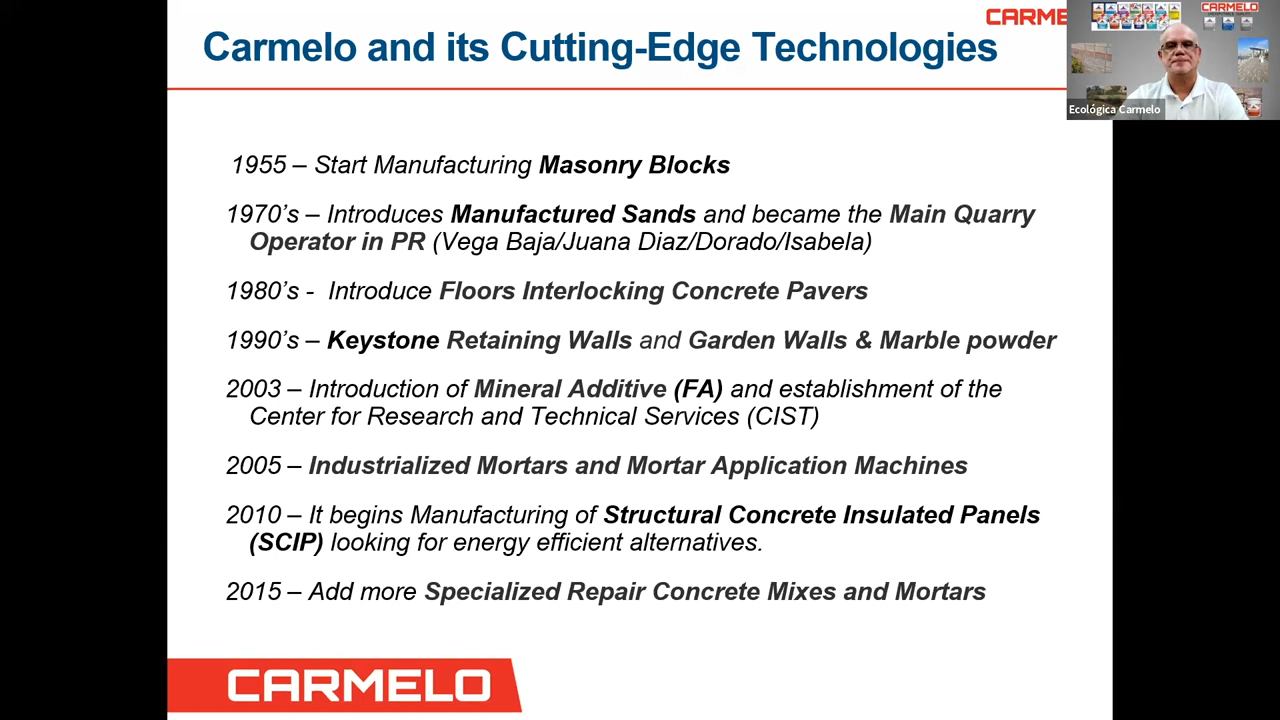 CARME
Carmelo and its Cutting-Edge Technologies
CARMELO
Ecológica Carmelo
1955 – Start Manufacturing Masonry Blocks
1970’s – Introduces Manufactured Sands and became the Main Quarry
Operator in PR (Vega Baja/Juana Diaz/Dorado/Isabela)
1980’s - Introduce Floors Interlocking Concrete Pavers
1990’s – Keystone Retaining Walls and Garden Walls & Marble powder
2003 – Introduction of Mineral Additive (FA) and establishment of the
Center for Research and Technical Services (CIST)
2005 – Industrialized Mortars and Mortar Application Machines
2010 – It begins Manufacturing of Structural Concrete Insulated Panels
(SCIP) looking for energy efficient alternatives.
2015 – Add more Specialized Repair Concrete Mixes and Mortars
CARMELO